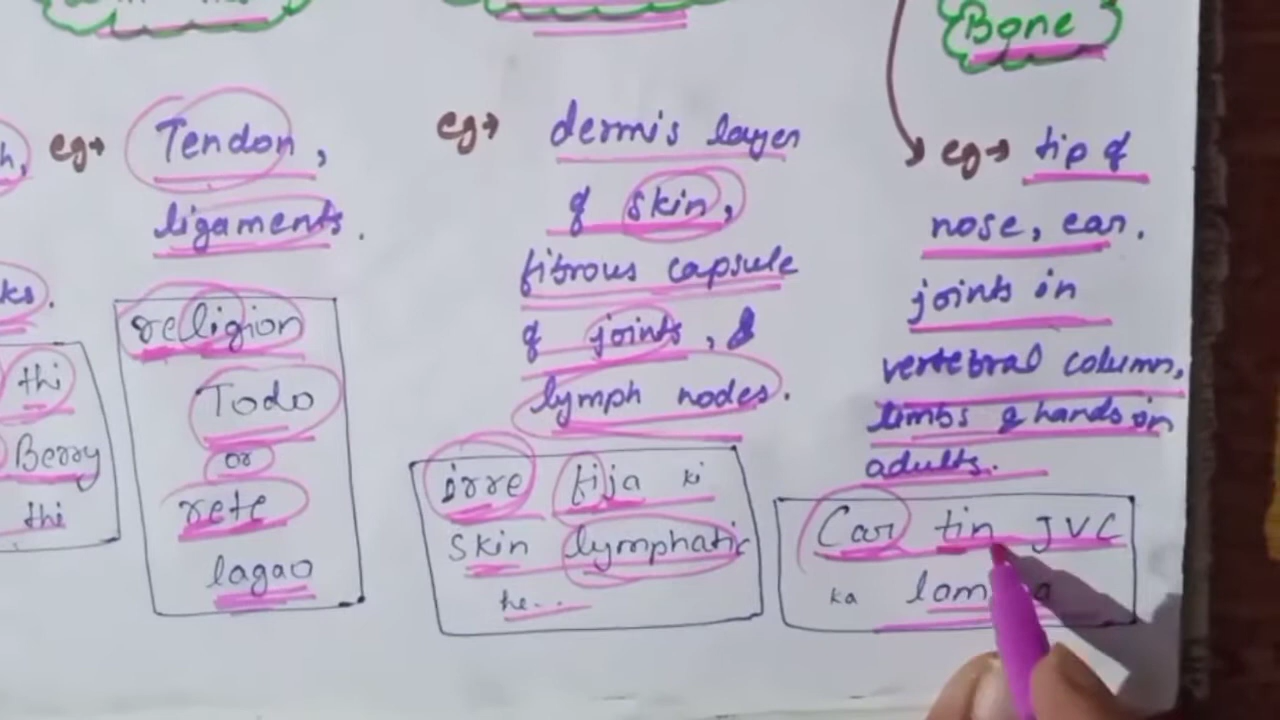 Bone
h,
eg→ Tendon,
ligaments.
ks.
thi
Berry
thi
religion
Todo
or
rete
lagao
eg→ dermis layer
of skin,
fibrous capsule
of joints, &
lymph nodes.
irre fija ki
skin lymphatic
he...
eg→ tip of
nose, ear.
joints in
vertebral column,
limbs & hands in
adults.
Car tin JVC
ka